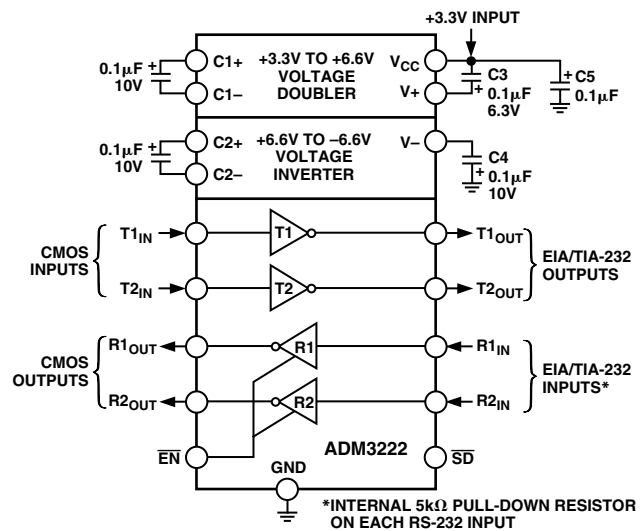 +3.3V INPUT
0.1µF
10V
C1+
C1–
+3.3V TO +6.6V
VOLTAGE
DOUBLER
VCC
V+
C3
0.1µF
6.3V
C5
0.1µF
0.1µF
10V
C2+
C2–
+6.6V TO –6.6V
VOLTAGE
INVERTER
V–
C4
0.1µF
10V
CMOS
INPUTS
T1IN
T1
T1OUT
T2IN
T2
T2OUT
EIA/TIA-232
OUTPUTS
CMOS
OUTPUTS
R1OUT
R1
R1IN
R2OUT
R2
R2IN
EIA/TIA-232
INPUTS*
EN
GND
ADM3222
SD
*INTERNAL 5kΩ PULL-DOWN RESISTOR
ON EACH RS-232 INPUT